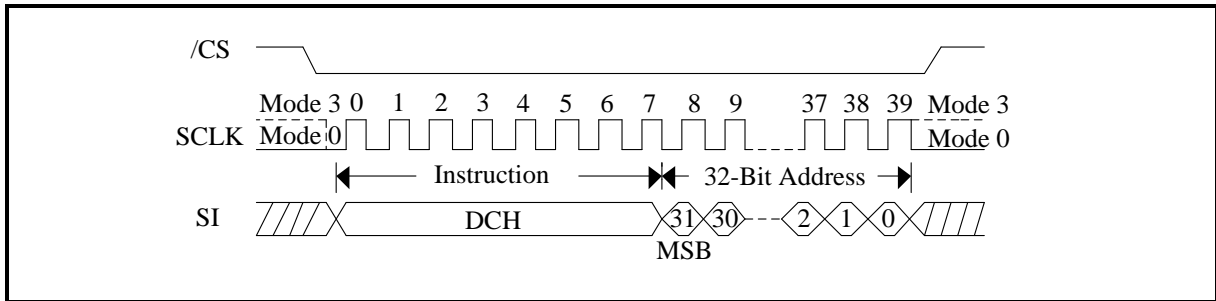 /CS
Mode 3 0 1 2 3 4 5 6 7 8 9 37 38 39 Mode 3
SCLK Mode 0 Mode 0
Instruction 32-Bit Address
SI DCH 31 30 2 1 0
MSB